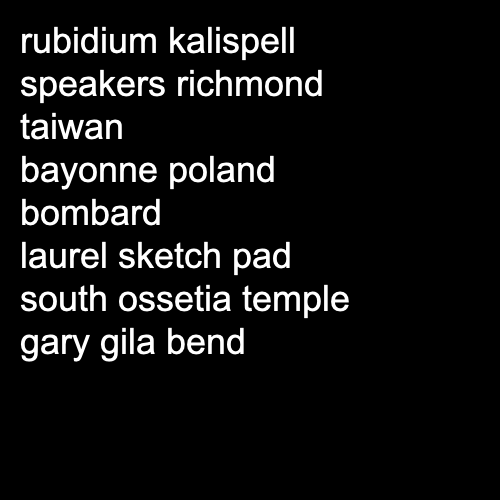 rubidium kalispell
speakers richmond
taiwan
bayonne poland
bombard
laurel sketch pad
south ossetia temple
gary gila bend